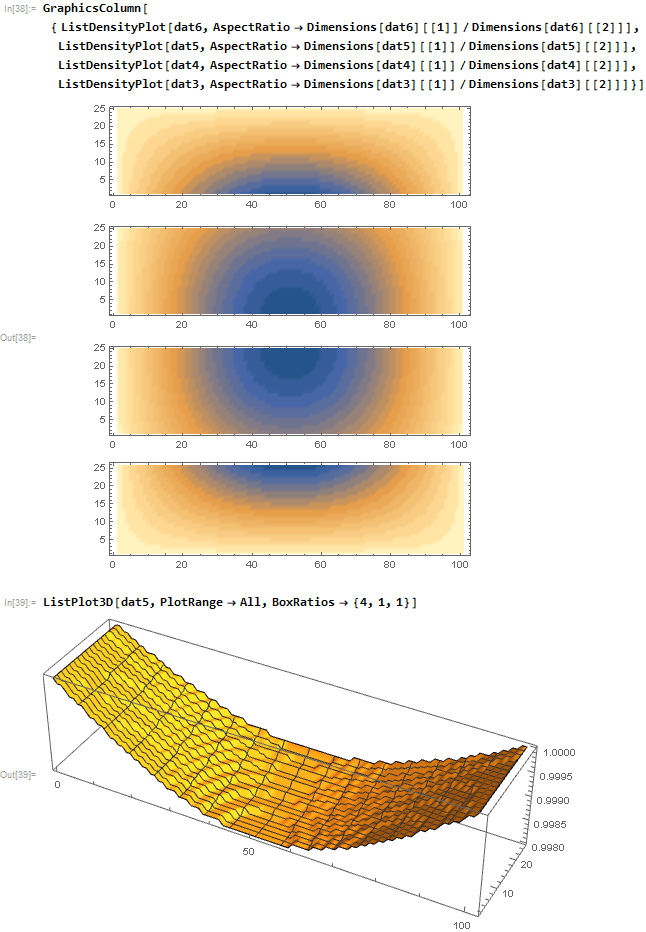 In[38]:= GraphicsColumn[
{ ListDensityPlot[dat6, AspectRatio → Dimensions[dat6][[1]] / Dimensions[dat6][[2]]],
ListDensityPlot[dat5, AspectRatio → Dimensions[dat5][[1]] / Dimensions[dat5][[2]]],
ListDensityPlot[dat4, AspectRatio → Dimensions[dat4][[1]] / Dimensions[dat4][[2]]],
ListDensityPlot[dat3, AspectRatio → Dimensions[dat3][[1]] / Dimensions[dat3][[2]]]}]
25
20
15
10
5
0 20 40 60 80 100
25
20
15
10
5
0 20 40 60 80 100
Out[38]=
25
20
15
10
5
0 20 40 60 80 100
25
20
15
10
5
0 20 40 60 80 100
In[39]:= ListPlot3D[dat5, PlotRange → All, BoxRatios → {4, 1, 1}]
Out[39]=
0
50
100
1.0000
0.9995
0.9990
0.9985
0.9980
20
10